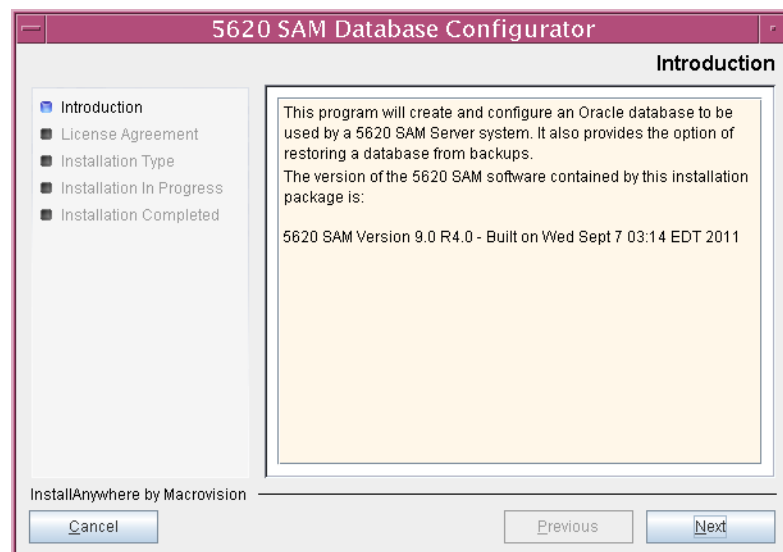 5620 SAM Database Configurator
Introduction
Introduction
License Agreement
Installation Type
Installation In Progress
Installation Completed
This program will create and configure an Oracle database to be
used by a 5620 SAM Server system. It also provides the option of
restoring a database from backups.
The version of the 5620 SAM software contained by this installation
package is:
5620 SAM Version 9.0 R4.0 - Built on Wed Sept 7 03:14 EDT 2011
InstallAnywhere by Macrovision
Cancel
Previous
Next